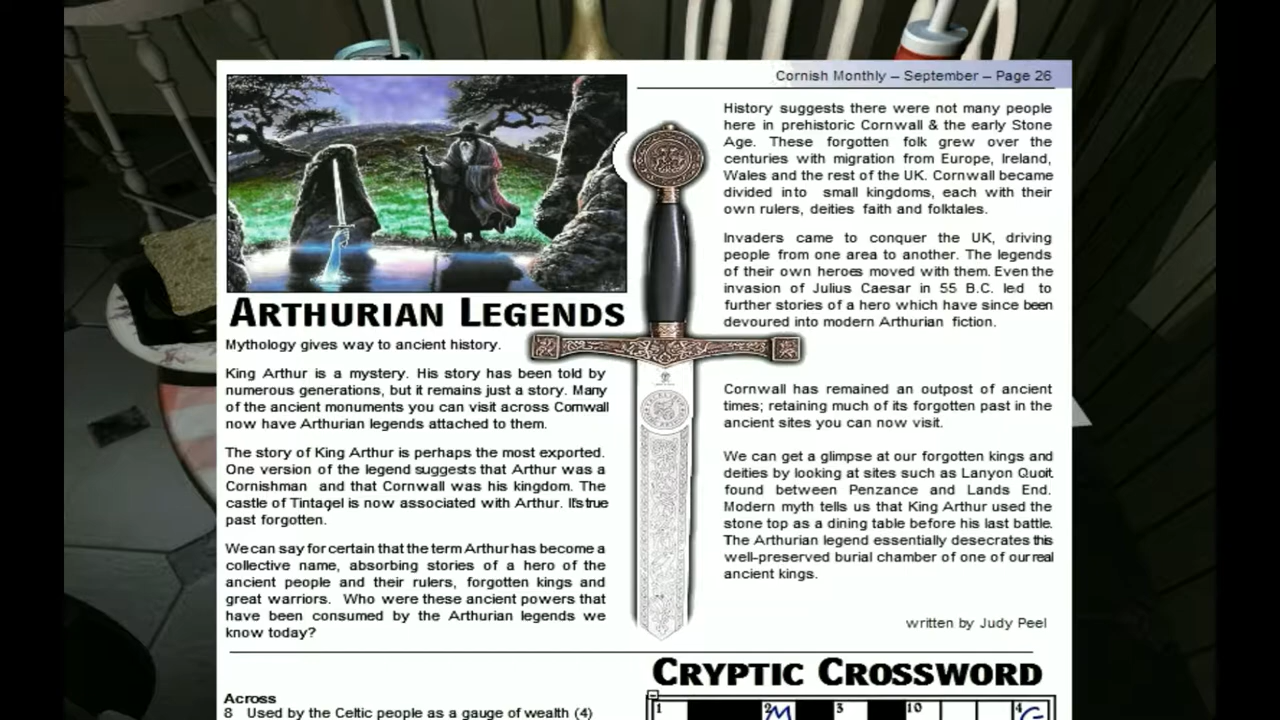 Cornish Monthly – September – Page 26
ARTHURIAN LEGENDS
Mythology gives way to ancient history.
King Arthur is a mystery. His story has been told by
numerous generations, but it remains just a story. Many
of the ancient monuments you can visit across Cornwall
now have Arthurian legends attached to them.
The story of King Arthur is perhaps the most exported.
One version of the legend suggests that Arthur was a
Cornishman and that Cornwall was his kingdom. The
castle of Tintagel is now associated with Arthur. It's true
past forgotten.
We can say for certain that the term Arthur has become a
collective name, absorbing stories of a hero of the
ancient people and their rulers, forgotten kings and
great warriors. Who were these ancient powers that
have been consumed by the Arthurian legends we
know today?
History suggests there were not many people
here in prehistoric Cornwall & the early Stone
Age. These forgotten folk grew over the
centuries with migration from Europe, Ireland,
Wales and the rest of the UK. Cornwall became
divided into small kingdoms, each with their
own rulers, deities faith and folktales.
Invaders came to conquer the UK, driving
people from one area to another. The legends
of their own heroes moved with them. Even the
invasion of Julius Caesar in 55 B.C. led to
further stories of a hero which have since been
devoured into modern Arthurian fiction.
Cornwall has remained an outpost of ancient
times; retaining much of its forgotten past in the
ancient sites you can now visit.
We can get a glimpse at our forgotten kings and
deities by looking at sites such as Lanyon Quoit
found between Penzance and Lands End.
Modern myth tells us that King Arthur used the
stone top as a dining table before his last battle.
The Arthurian legend essentially desecrates this
well-preserved burial chamber of one of our real
ancient kings.
written by Judy Peel
CRYPTIC CROSSWORD
Across
8 Used by the Celtic people as a gauge of wealth (4)
1 2 M 3 10 4 G